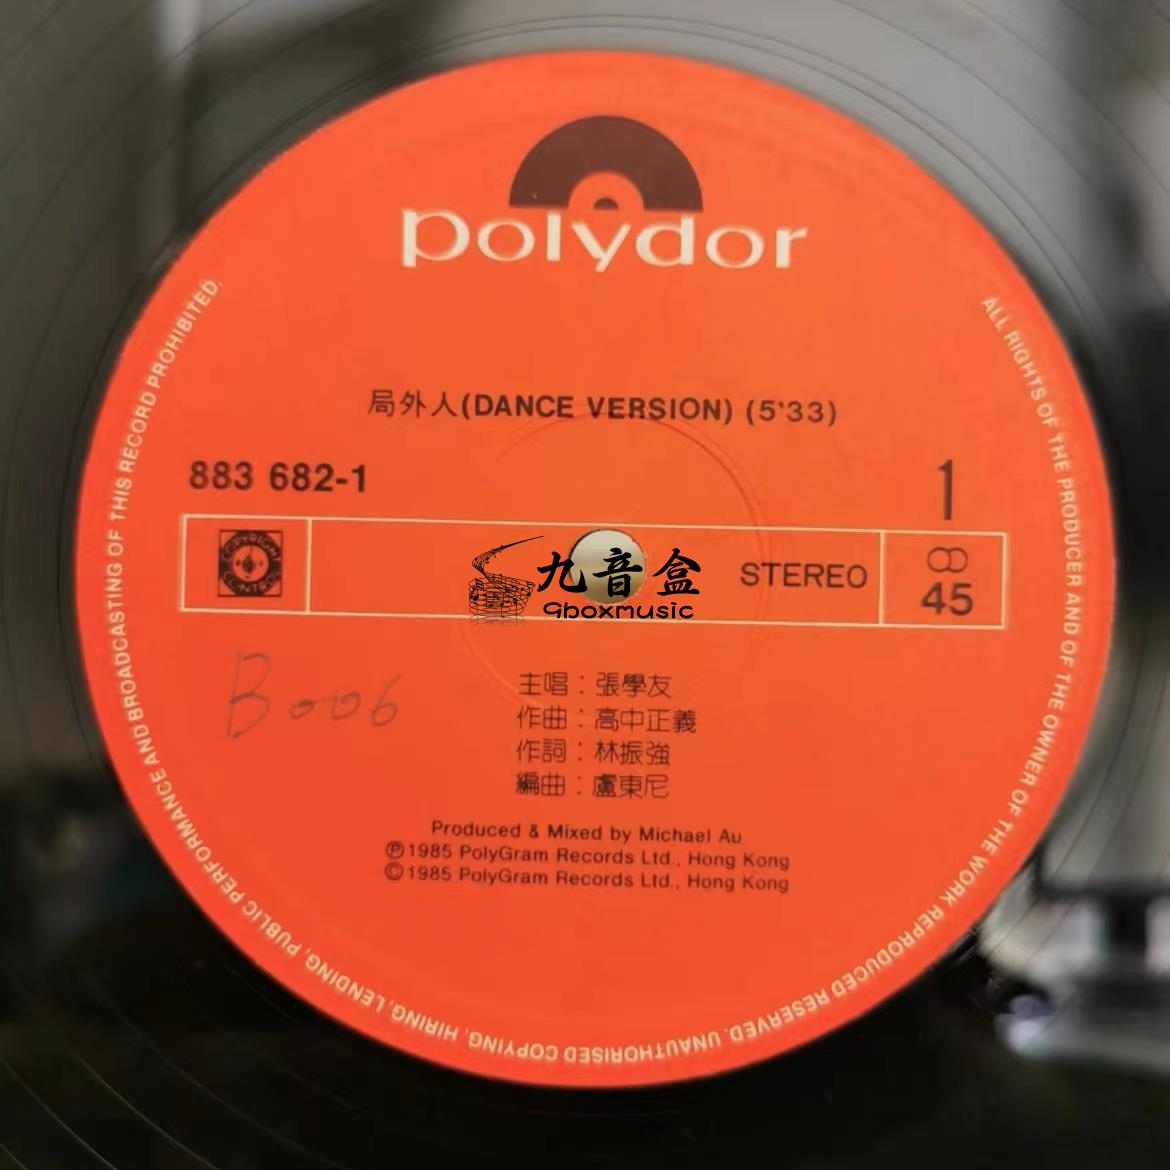 polydor
局外人(DANCE VERSION) (5'33)
883 682-1
1
COPYRIGHT CONTROL
STEREO
45
九音盒
9boxmusic
B006
主唱：張學友
作曲：高中正義
作詞：林振強
編曲：盧東尼
Produced & Mixed by Michael Au
Ⓟ1985 PolyGram Records Ltd., Hong Kong
©1985 PolyGram Records Ltd., Hong Kong
ALL RIGHTS OF THE PRODUCER AND OF THE OWNER OF THE WORK REPRODUCED RESERVED. UNAUTHORISED COPYING, HIRING, LENDING, PUBLIC PERFORMANCE AND BROADCASTING OF THIS RECORD PROHIBITED.